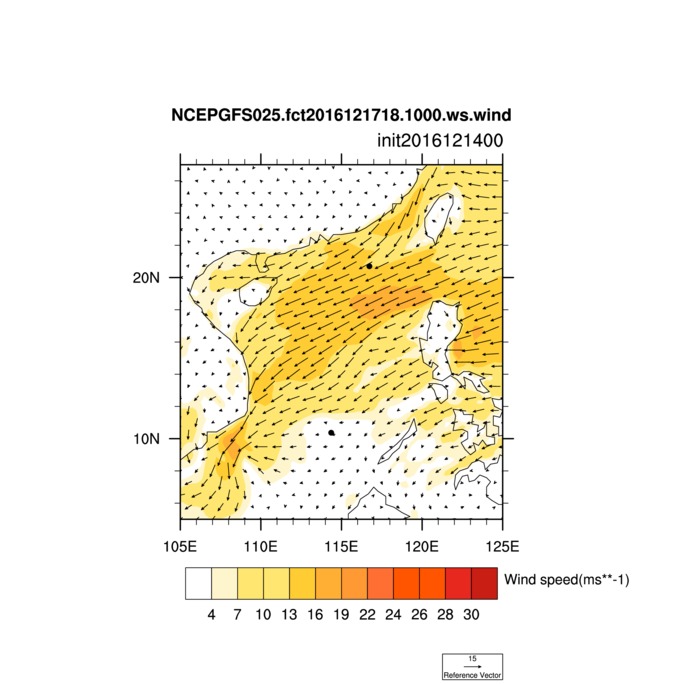 NCEPGFS025.fct2016121718.1000.ws.wind
init2016121400
20N
10N
105E 110E 115E 120E 125E
Wind speed(ms**-1)
4 7 10 13 16 19 22 24 26 28 30
15
Reference Vector